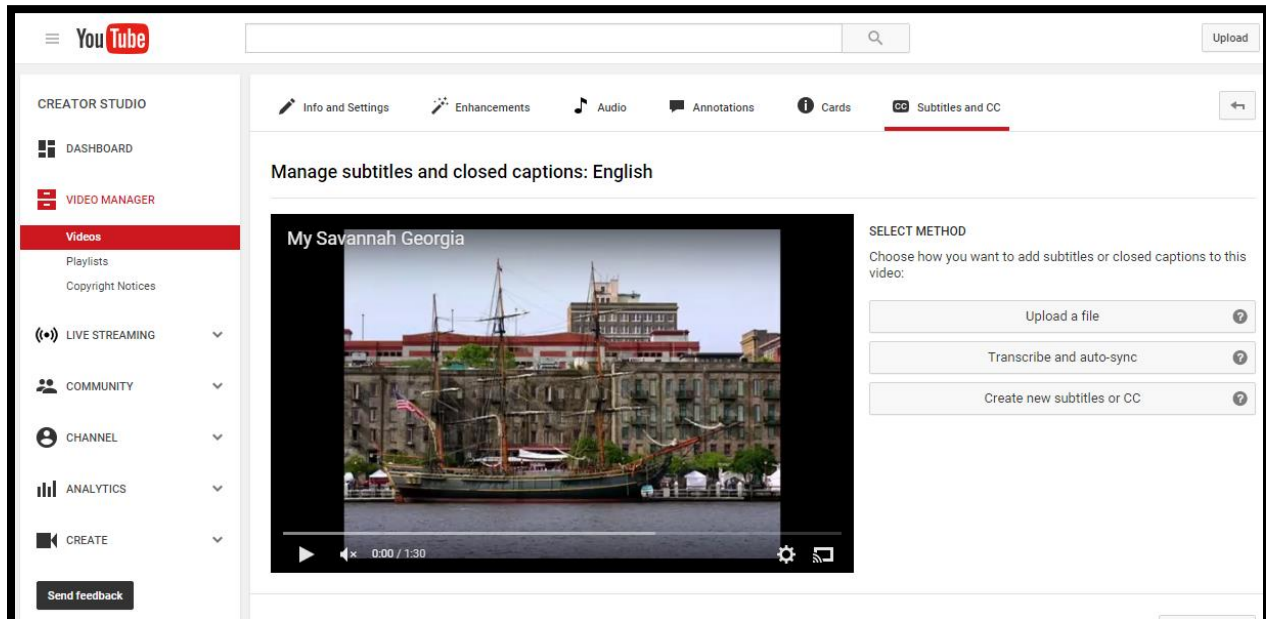 YouTube
Upload
CREATOR STUDIO
DASHBOARD
VIDEO MANAGER
Videos
Playlists
Copyright Notices
LIVE STREAMING
COMMUNITY
CHANNEL
ANALYTICS
CREATE
Send feedback
Info and Settings
Enhancements
Audio
Annotations
Cards
CC Subtitles and CC
Manage subtitles and closed captions: English
My Savannah Georgia
0:00 / 1:30
SELECT METHOD
Choose how you want to add subtitles or closed captions to this
video:
Upload a file ?
Transcribe and auto-sync ?
Create new subtitles or CC ?